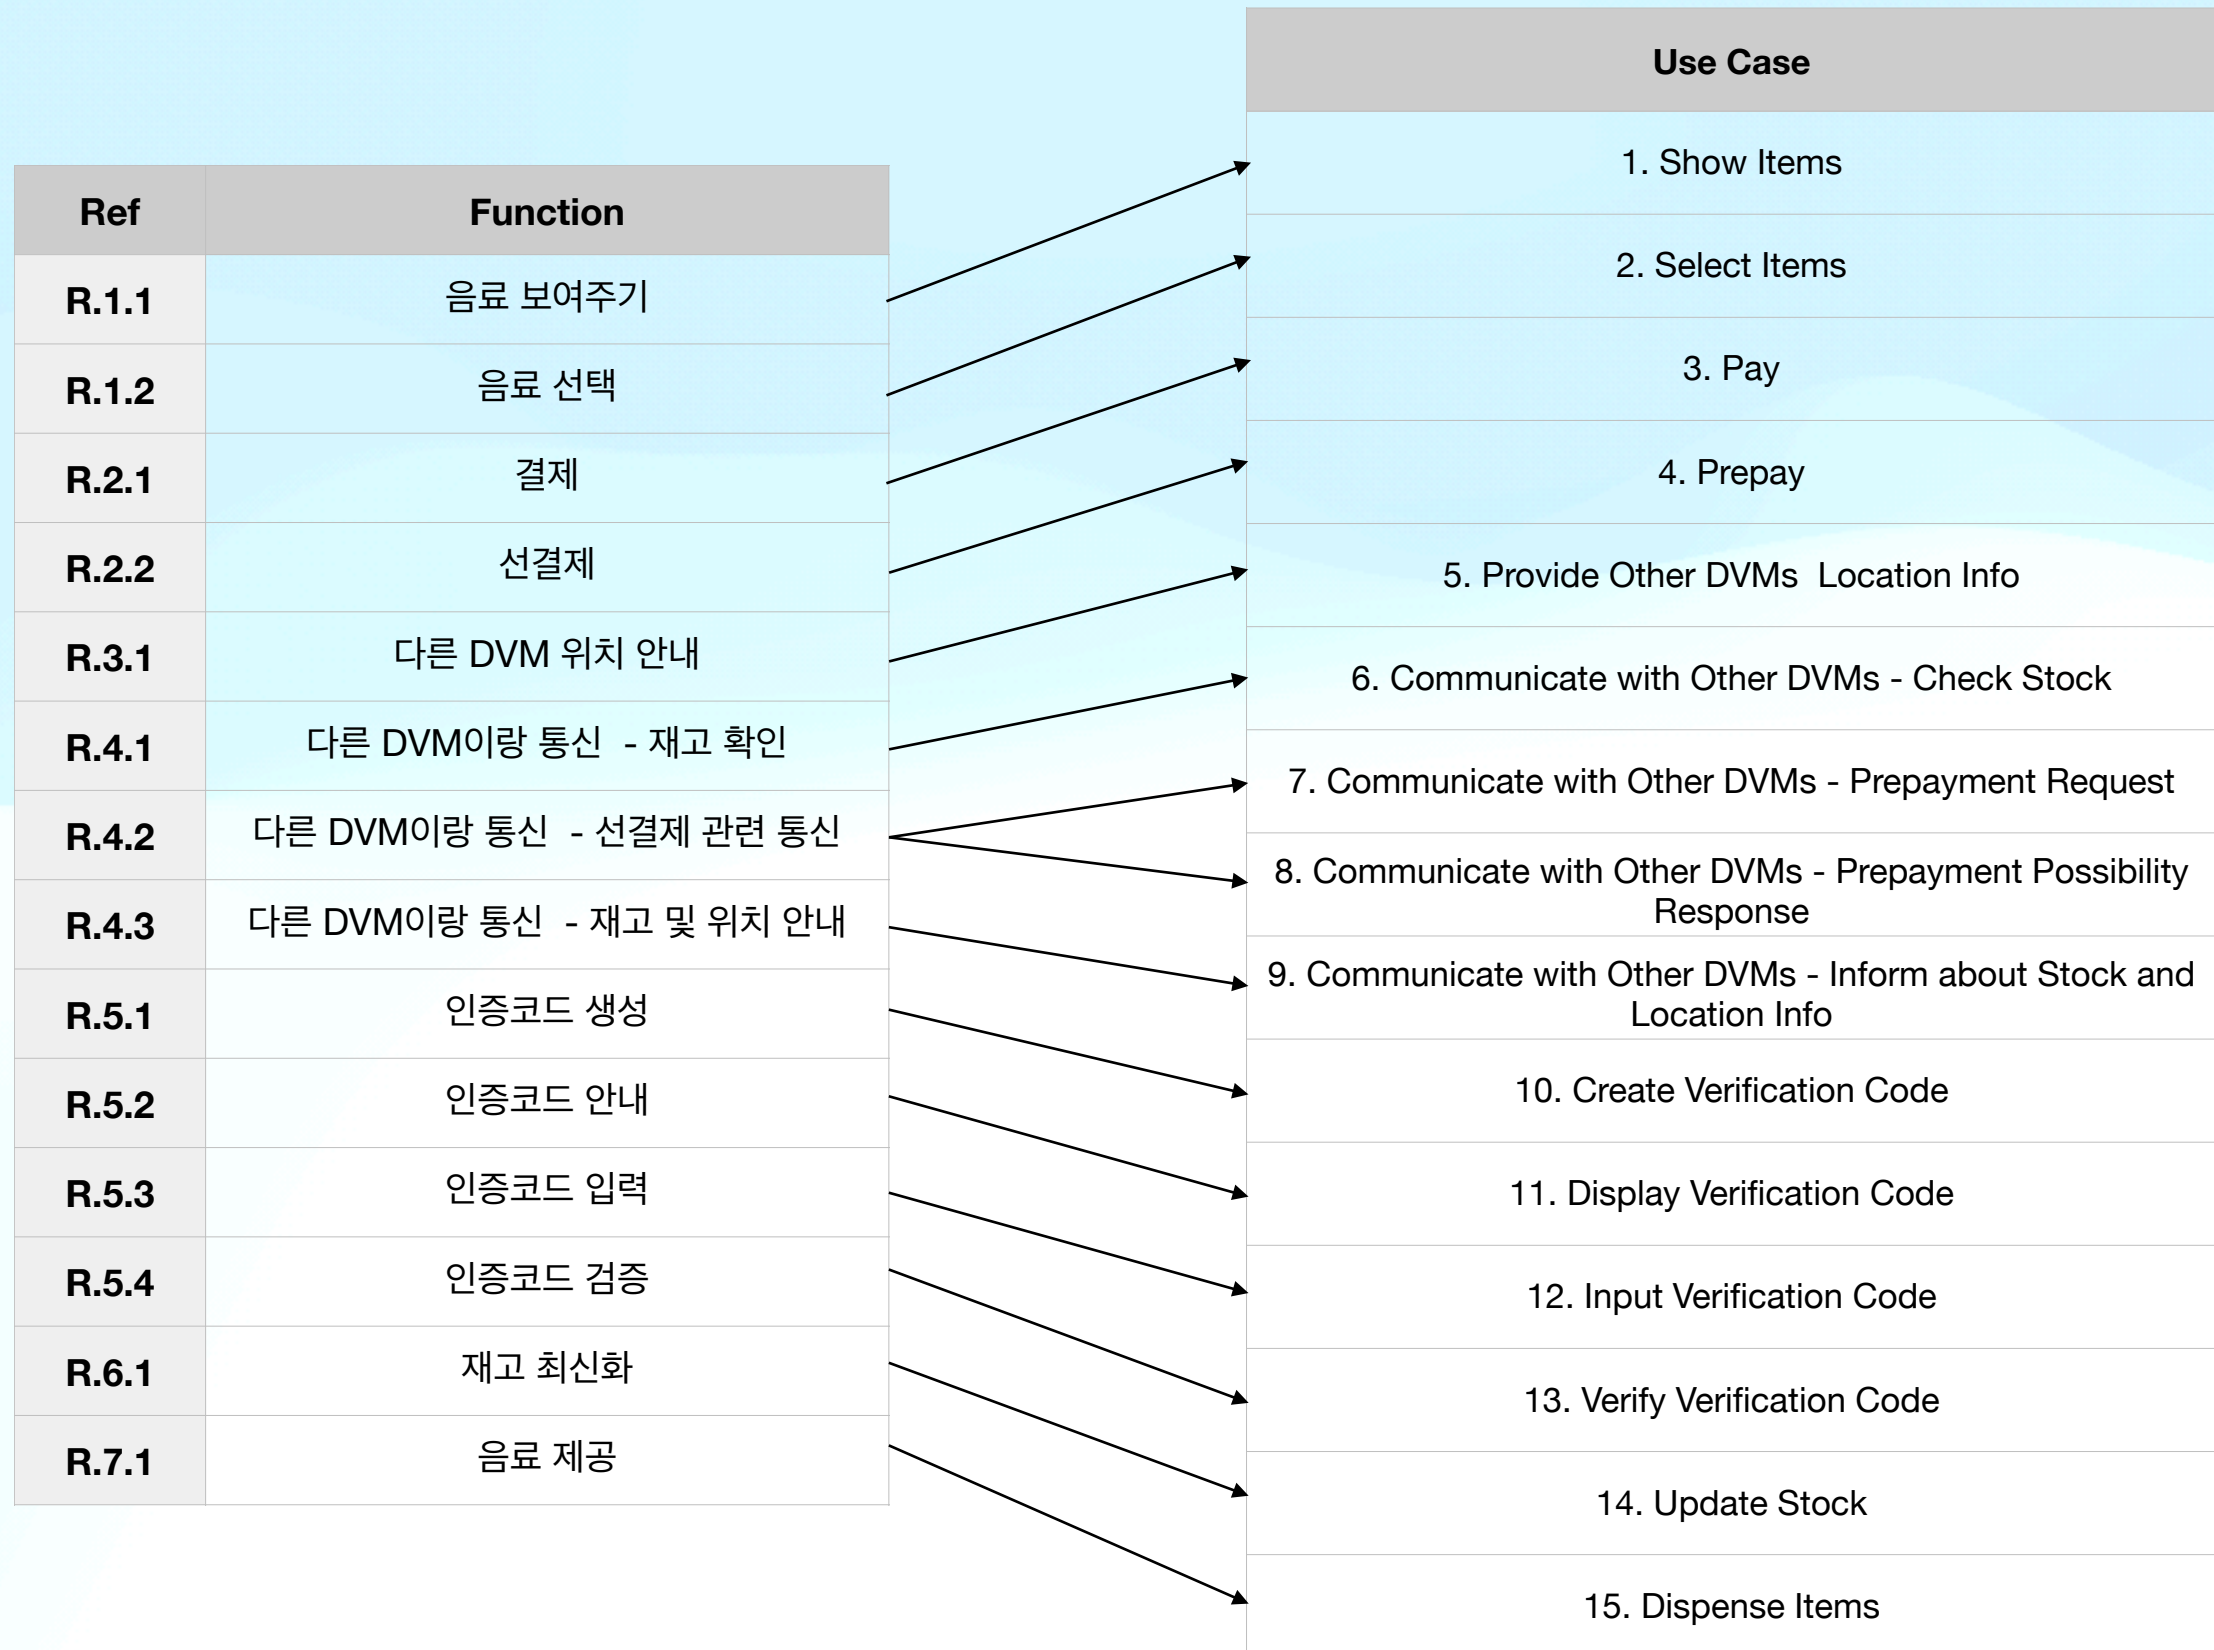 Ref Function
R.1.1 음료 보여주기
R.1.2 음료 선택
R.2.1 결제
R.2.2 선결제
R.3.1 다른 DVM 위치 안내
R.4.1 다른 DVM이랑 통신 - 재고 확인
R.4.2 다른 DVM이랑 통신 - 선결제 관련 통신
R.4.3 다른 DVM이랑 통신 - 재고 및 위치 안내
R.5.1 인증코드 생성
R.5.2 인증코드 안내
R.5.3 인증코드 입력
R.5.4 인증코드 검증
R.6.1 재고 최신화
R.7.1 음료 제공
Use Case
1. Show Items
2. Select Items
3. Pay
4. Prepay
5. Provide Other DVMs Location Info
6. Communicate with Other DVMs - Check Stock
7. Communicate with Other DVMs - Prepayment Request
8. Communicate with Other DVMs - Prepayment Possibility
Response
9. Communicate with Other DVMs - Inform about Stock and
Location Info
10. Create Verification Code
11. Display Verification Code
12. Input Verification Code
13. Verify Verification Code
14. Update Stock
15. Dispense Items